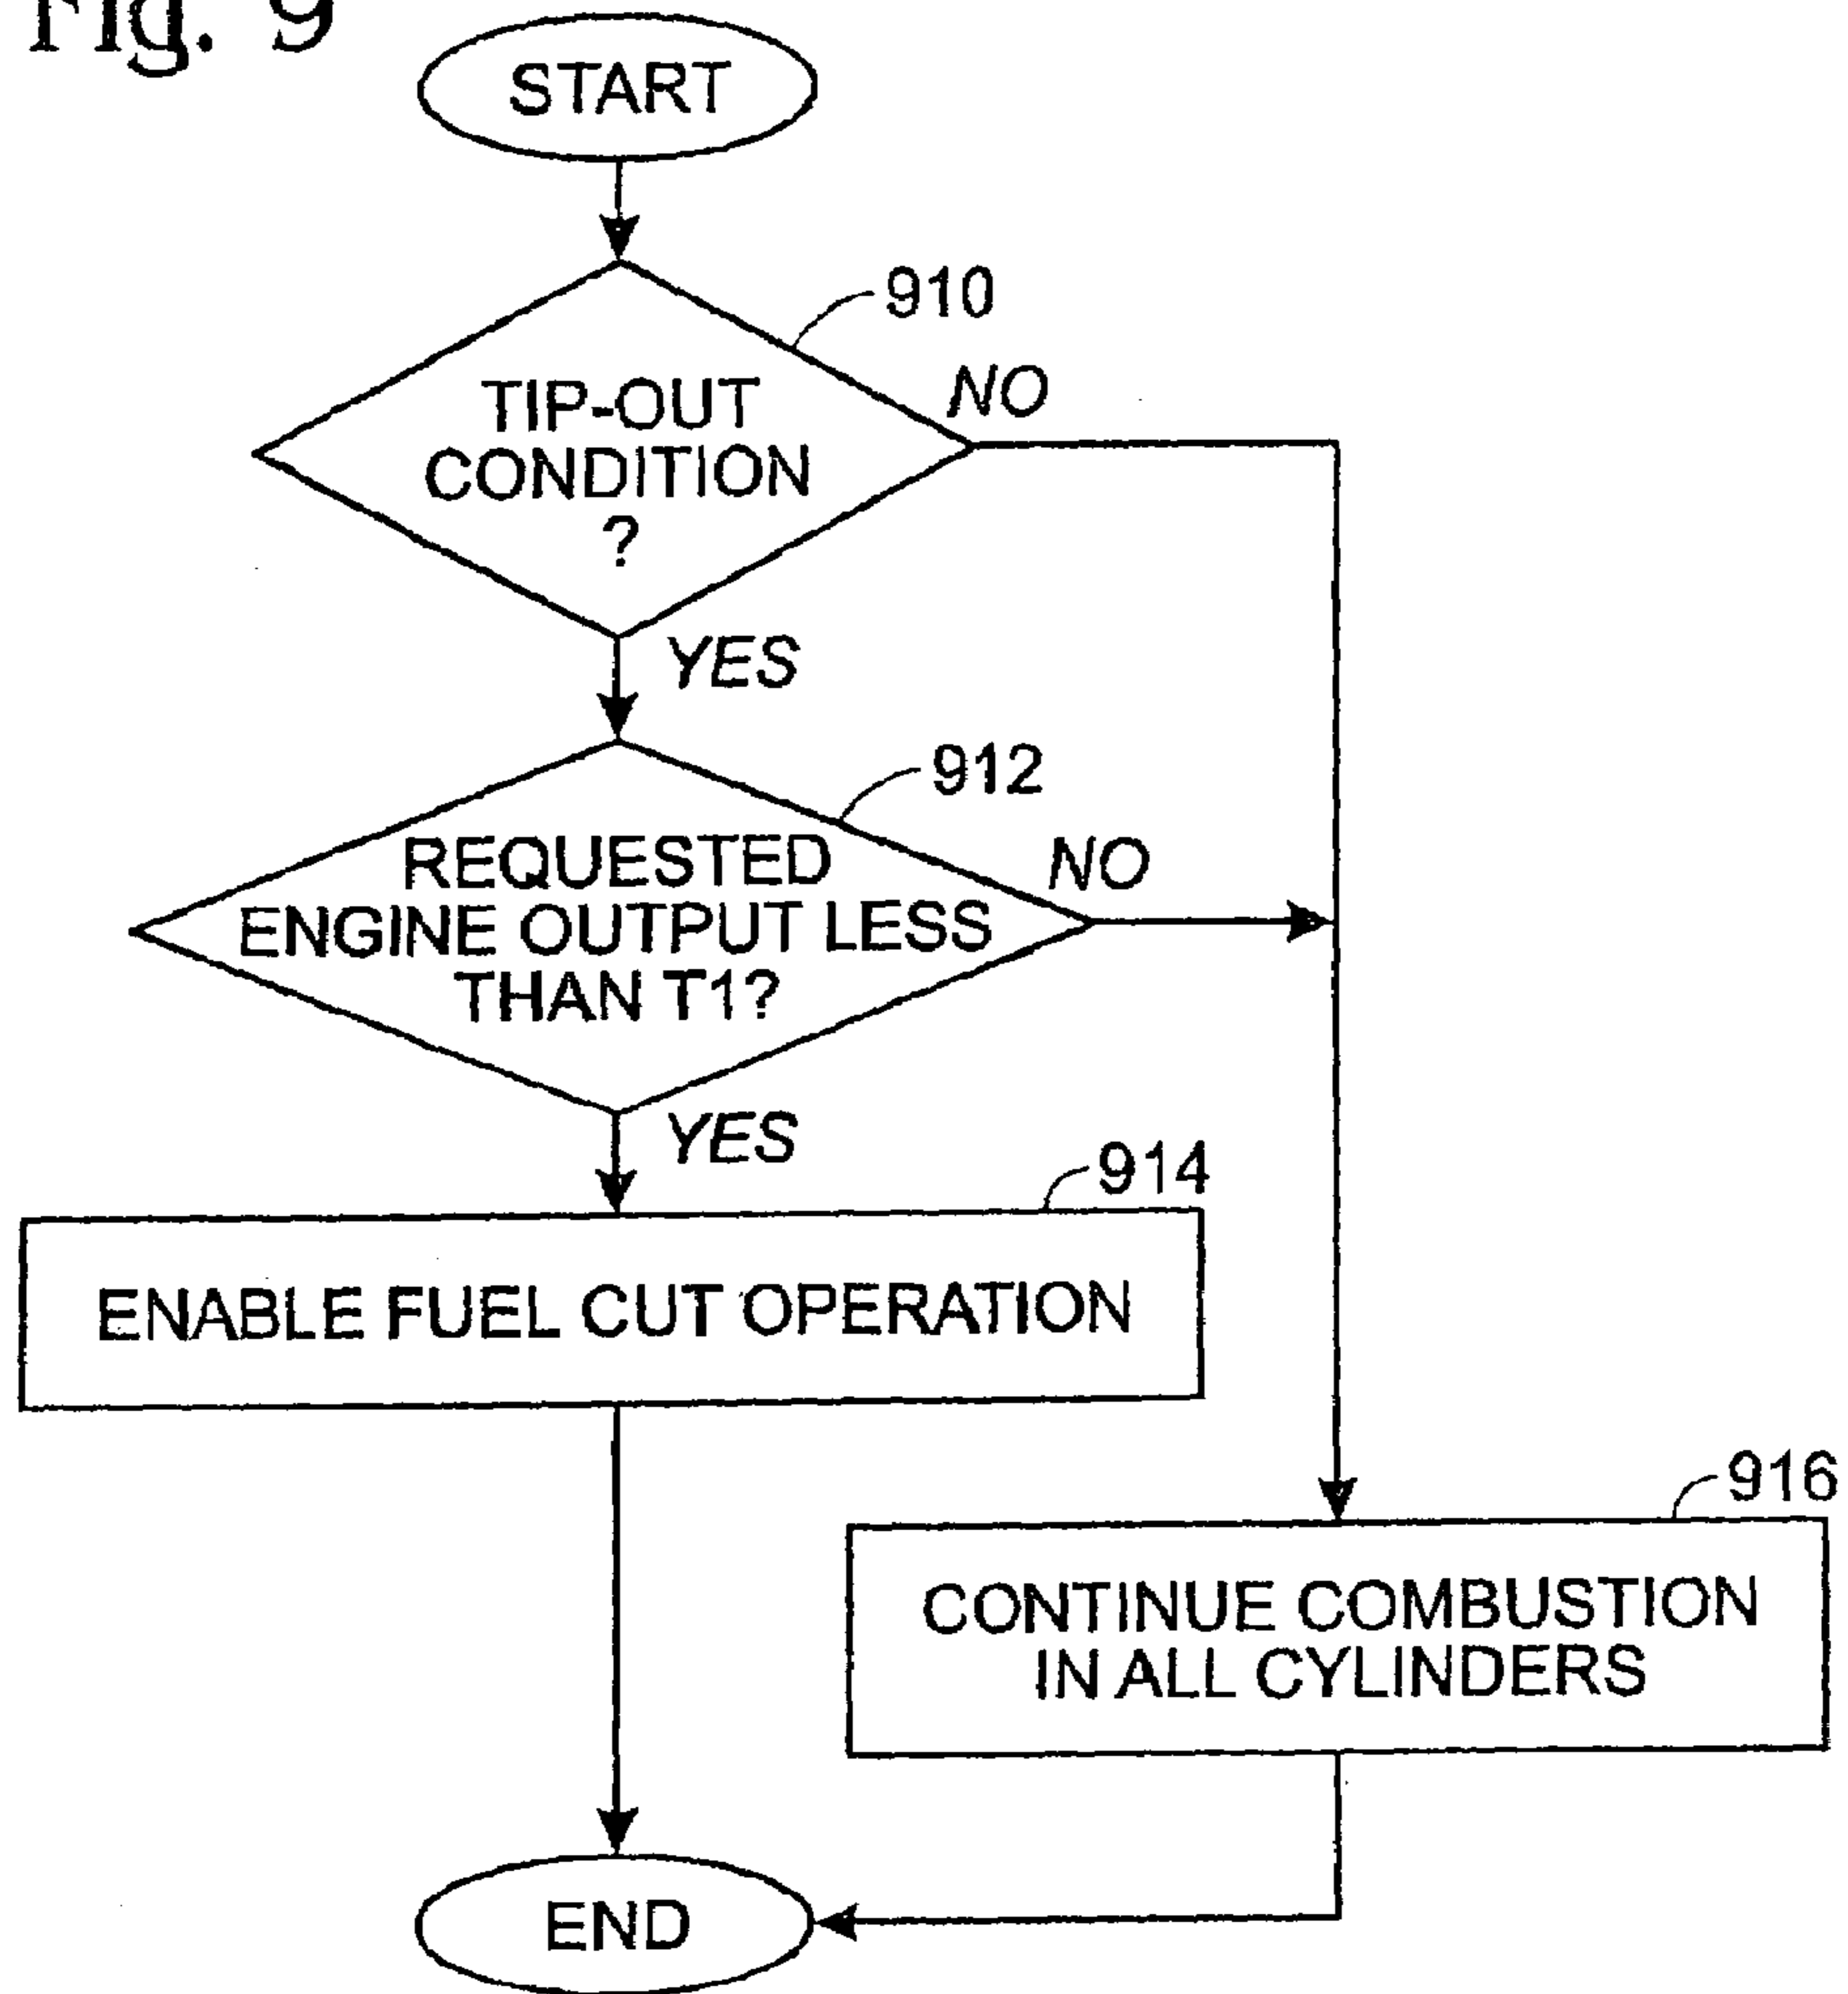 Fig. 9
START
910
TIP-OUT
CONDITION
?
NO
YES
912
REQUESTED
ENGINE OUTPUT LESS
THAN T1?
NO
YES
914
ENABLE FUEL CUT OPERATION
916
CONTINUE COMBUSTION
IN ALL CYLINDERS
END